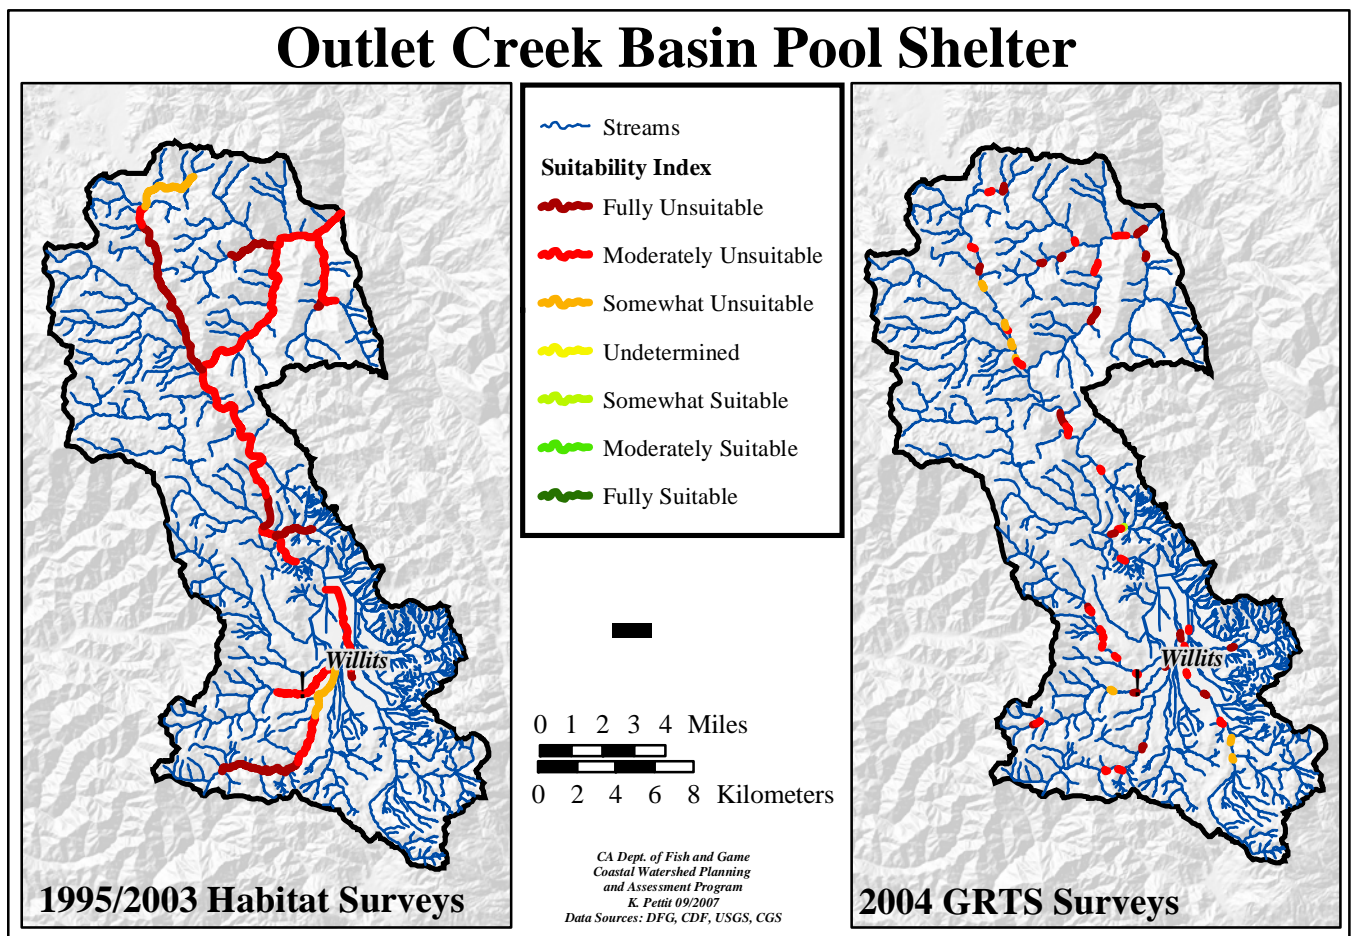 Outlet Creek Basin Pool Shelter
Streams
Suitability Index
Fully Unsuitable
Moderately Unsuitable
Somewhat Unsuitable
Undetermined
Somewhat Suitable
Moderately Suitable
Fully Suitable
Willits
Willits
0 1 2 3 4 Miles
0 2 4 6 8 Kilometers
CA Dept. of Fish and Game
Coastal Watershed Planning
and Assessment Program
K. Pettit 09/2007
Data Sources: DFG, CDF, USGS, CGS
1995/2003 Habitat Surveys
2004 GRTS Surveys